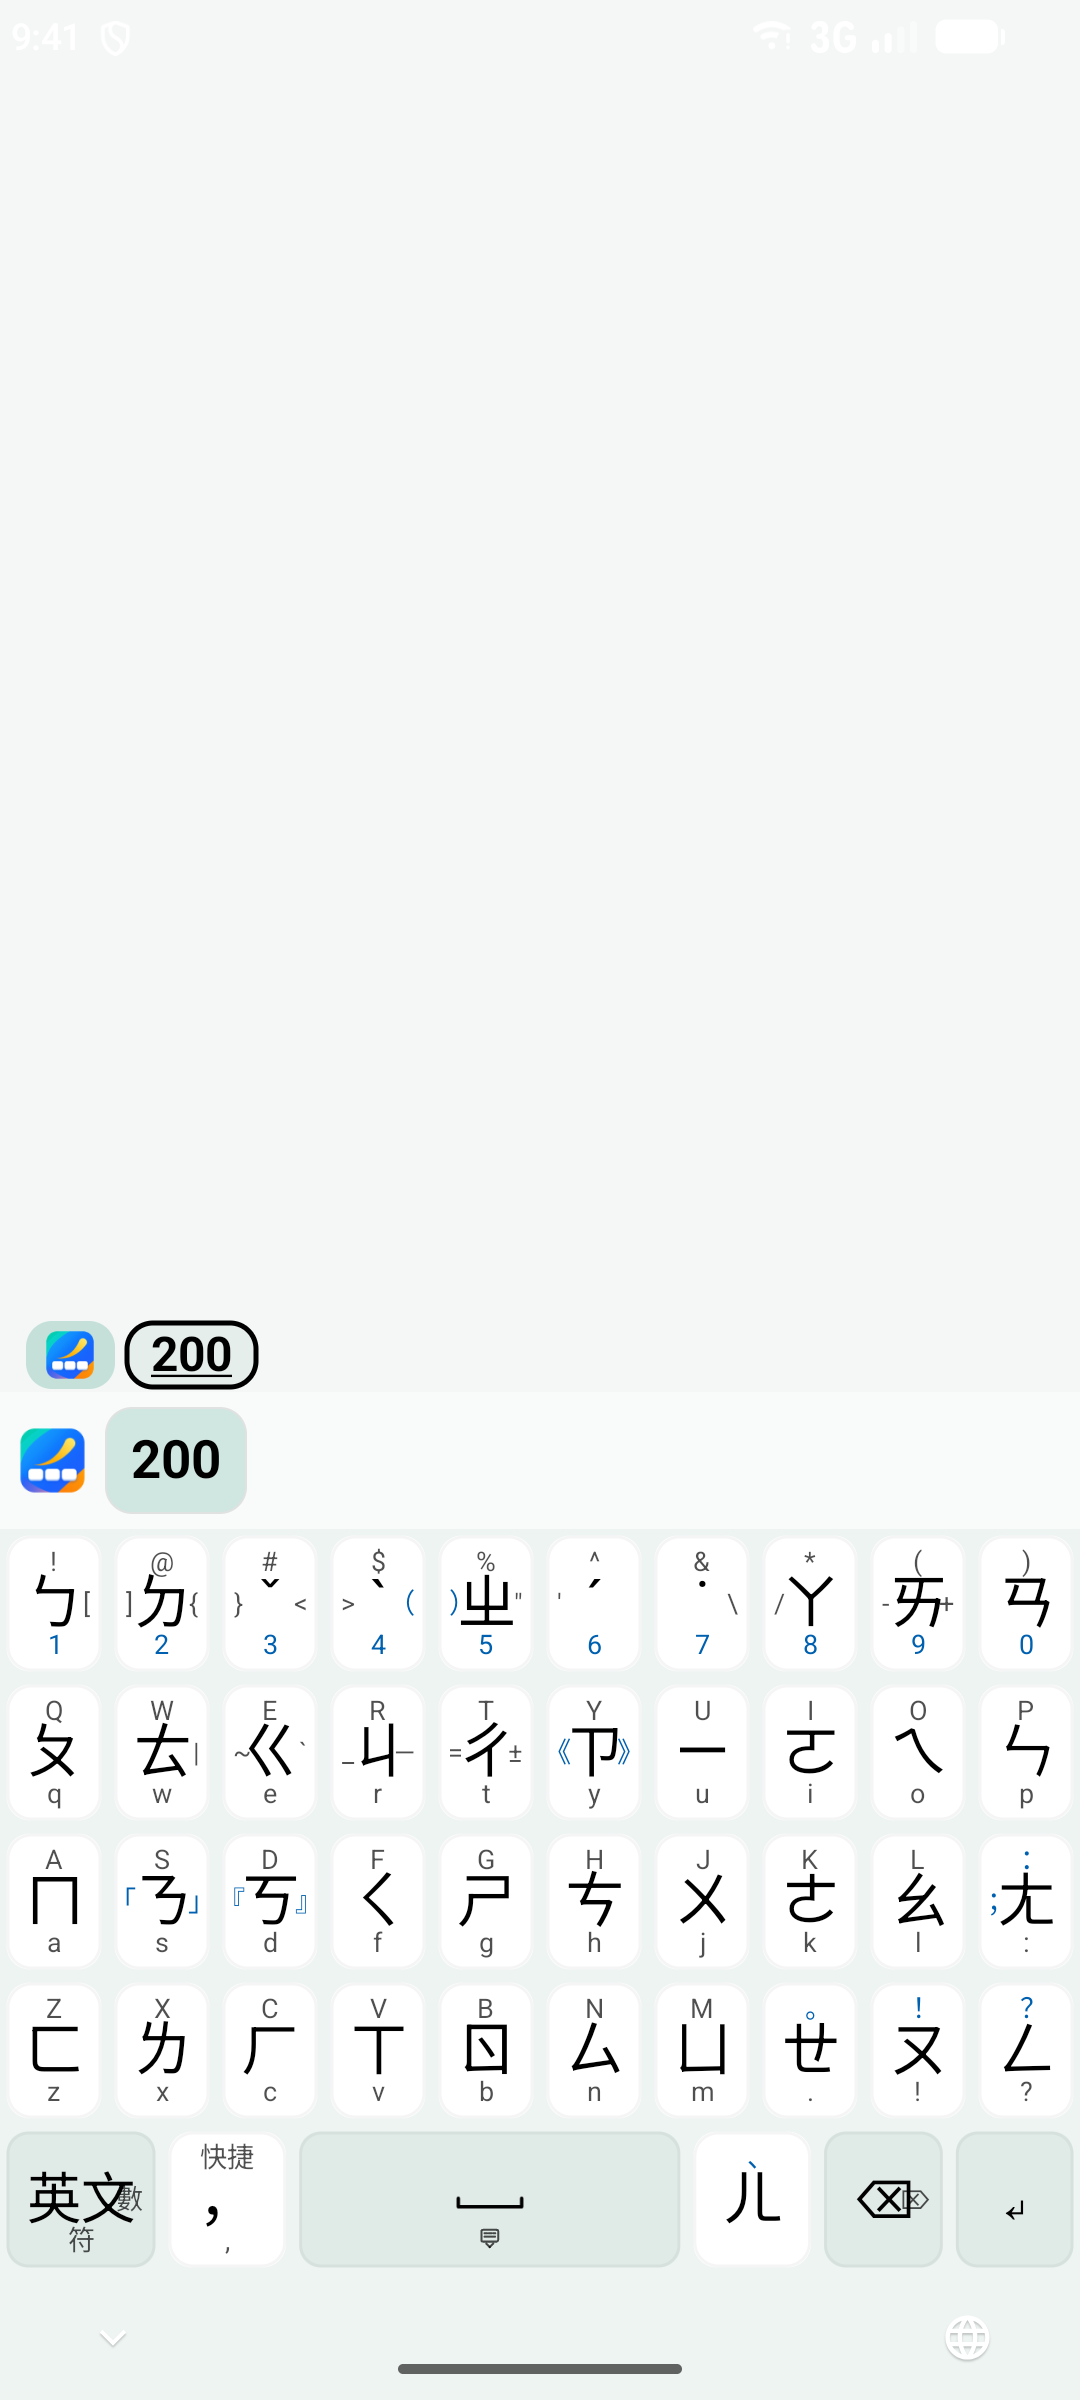 9:41 3G
200
200
! @ # $ % ^ & * ( )
ㄅ [ ] ㄉ { } ˇ < > ˋ ( ) ㄓ " ' ˊ ˙ \ / ㄚ - ㄞ + ㄢ
1 2 3 4 5 6 7 8 9 0
Q W E R T Y U I O P
ㄆ ㄊ | ~ ㄍ ` _ ㄐ — = ㄔ ± 《 ㄗ 》 ㄧ ㄛ ㄟ ㄣ
q w e r t y u i o p
A S D F G H J K L :
ㄇ 「 ㄋ 」 『 ㄎ 』 ㄑ ㄕ ㄘ ㄨ ㄜ ㄠ ; ㄤ
a s d f g h j k l :
Z X C V B N M 。 ! ?
ㄈ ㄌ ㄏ ㄒ ㄖ ㄙ ㄩ ㄝ ㄡ ㄥ
z x c v b n m . ! ?
快捷 、
英文 數 , ㄦ
符 ,